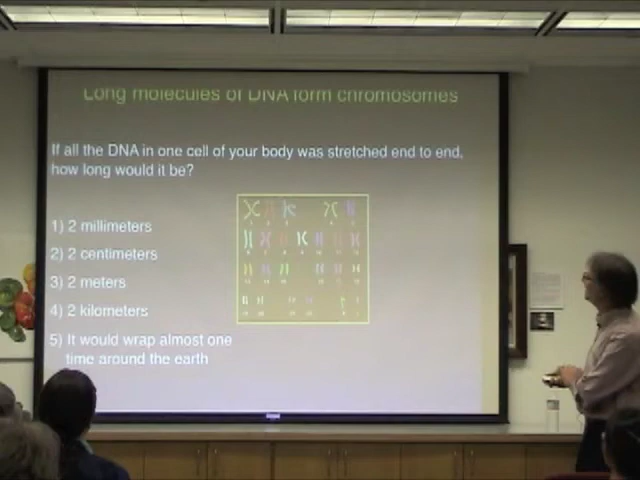 Long molecules of DNA form chromosomes
If all the DNA in one cell of your body was stretched end to end,
how long would it be?
1) 2 millimeters
2) 2 centimeters
3) 2 meters
4) 2 kilometers
5) It would wrap almost one
time around the earth